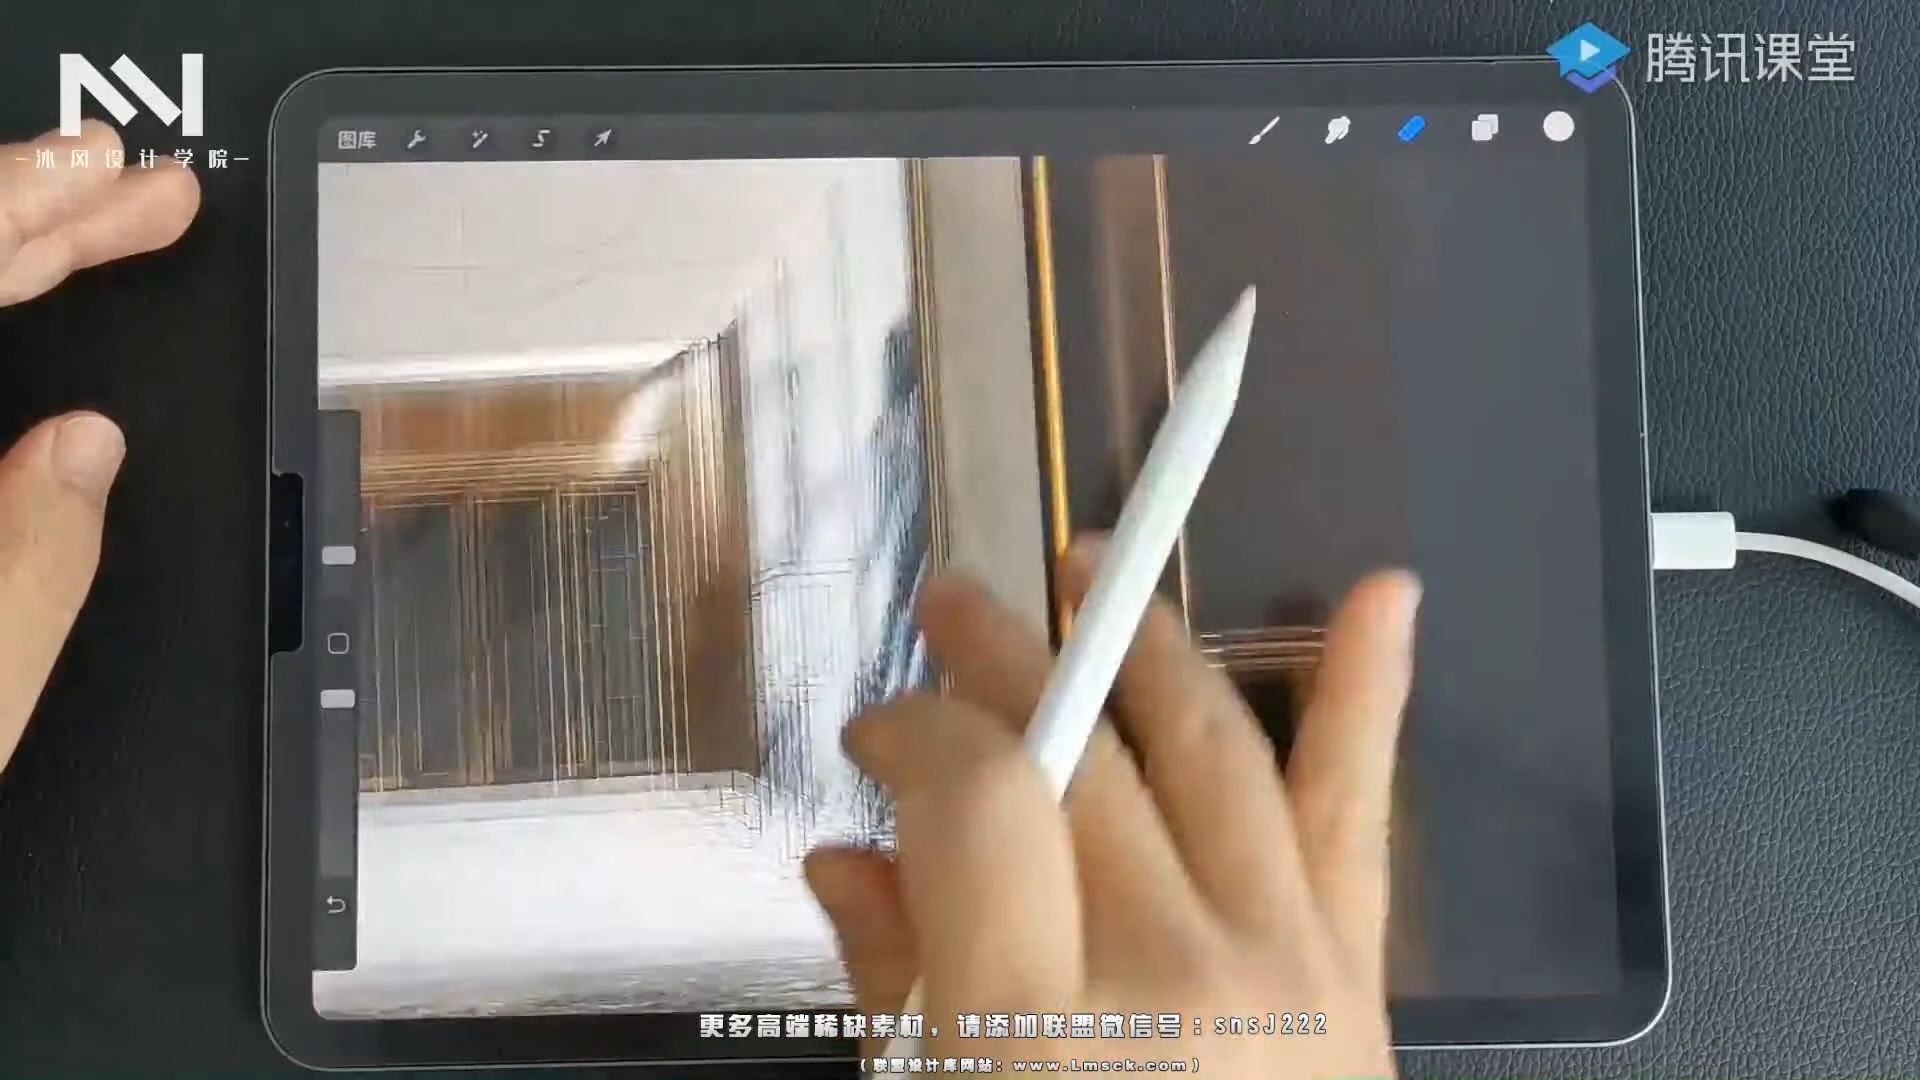 腾讯课堂
沐风设计学院
图库
更多高端稀缺素材，请添加联盟微信号：snsJ222
（联盟设计库网站：www.Lmsck.com）